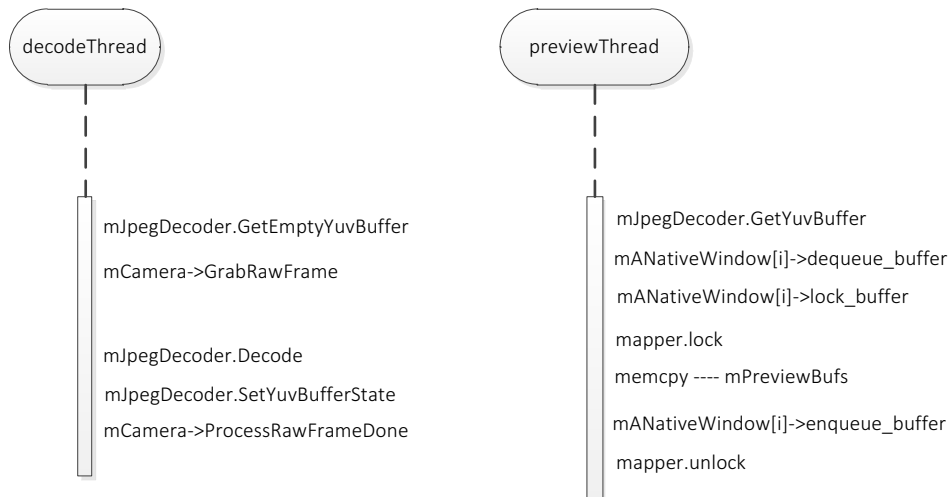 decodeThread
mJpegDecoder.GetEmptyYuvBuffer
mCamera->GrabRawFrame
mJpegDecoder.Decode
mJpegDecoder.SetYuvBufferState
mCamera->ProcessRawFrameDone
previewThread
mJpegDecoder.GetYuvBuffer
mANativeWindow[i]->dequeue_buffer
mANativeWindow[i]->lock_buffer
mapper.lock
memcpy ---- mPreviewBufs
mANativeWindow[i]->enqueue_buffer
mapper.unlock